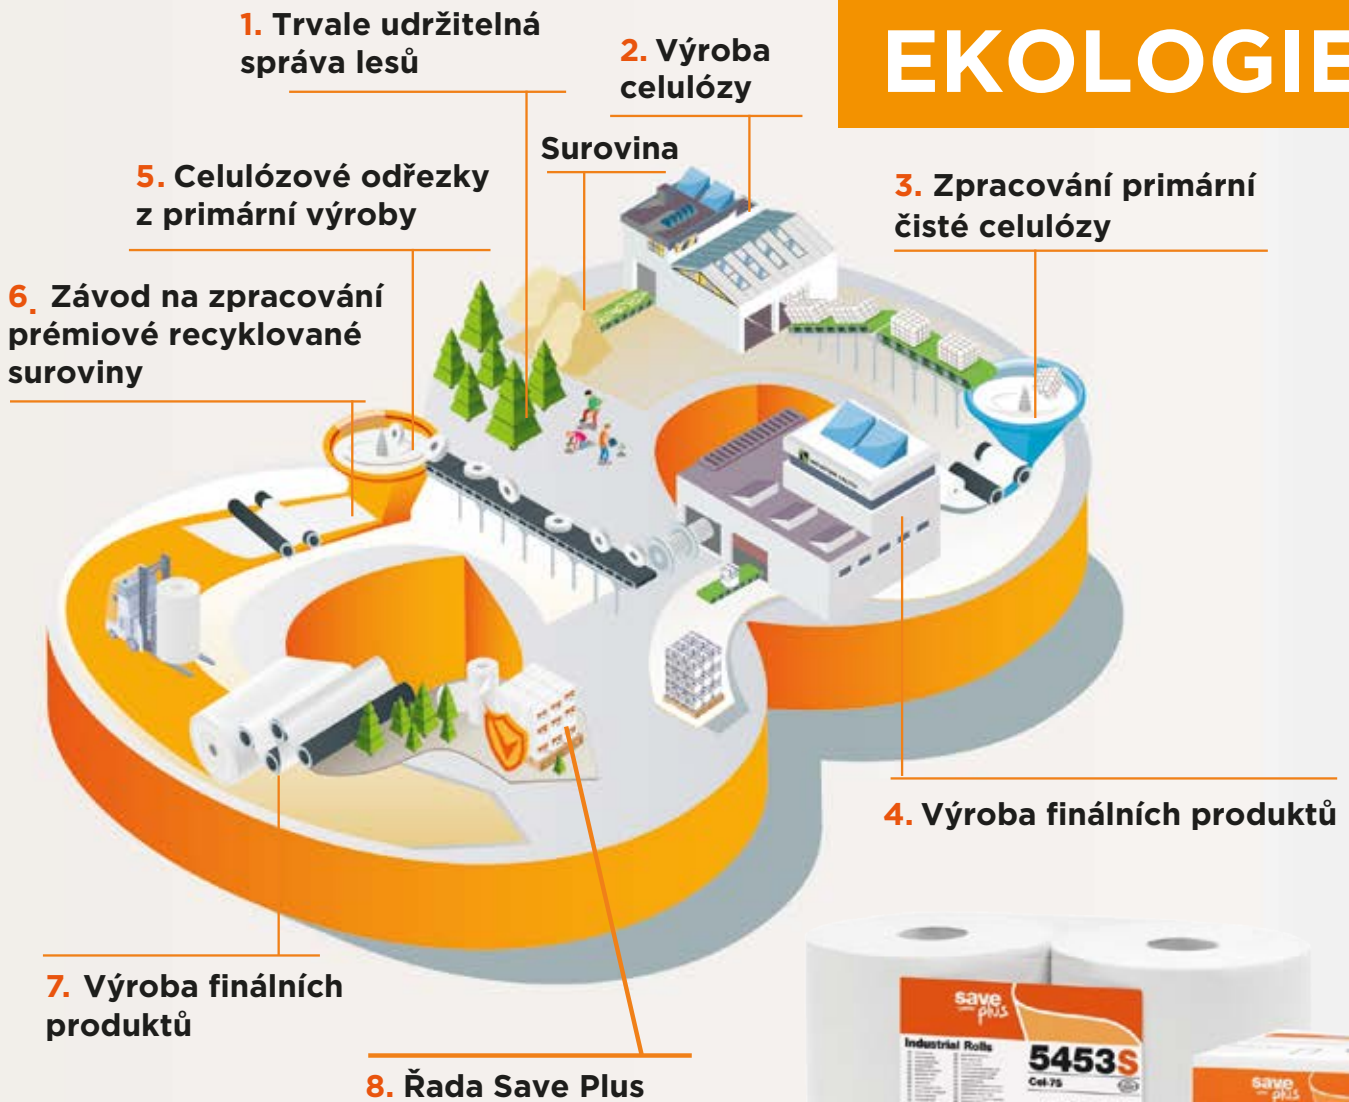 EKOLOGIE
1. Trvale udržitelná
správa lesů
2. Výroba
celulózy
Surovina
3. Zpracování primární
čisté celulózy
5. Celulózové odřezky
z primární výroby
6. Závod na zpracování
prémiové recyklované
suroviny
4. Výroba finálních produktů
7. Výroba finálních
produktů
8. Řada Save Plus
save
plus
Industrial Rolls
5453S
Cel-75
save
plus